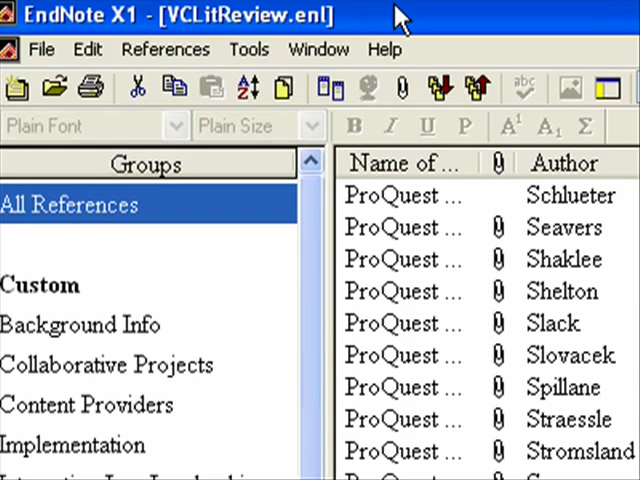 EndNote X1 - [VCLitReview.enl]
File Edit References Tools Window Help
abc
Plain Font Plain Size B I U P A¹ A₁ Σ
Groups
All References
Custom
Background Info
Collaborative Projects
Content Providers
Implementation
Name of ... Author
ProQuest ... Schlueter
ProQuest ... Seavers
ProQuest ... Shaklee
ProQuest ... Shelton
ProQuest ... Slack
ProQuest ... Slovacek
ProQuest ... Spillane
ProQuest ... Straessle
ProQuest ... Stromsland